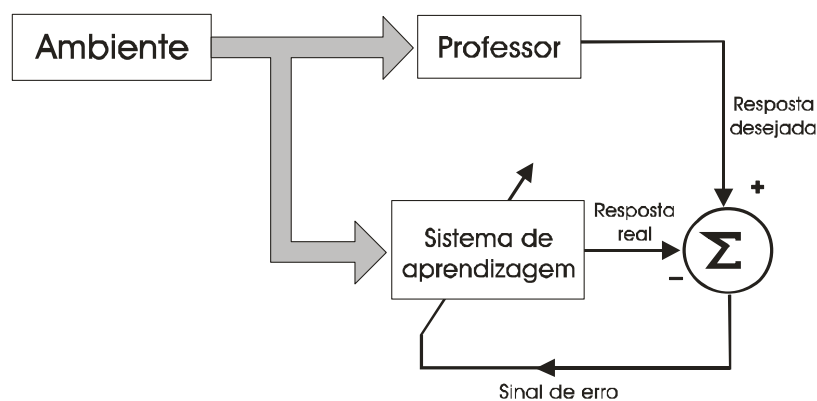 Ambiente
Professor
Resposta
desejada
+
Sistema de
aprendizagem
Resposta
real
−
Σ
Sinal de erro